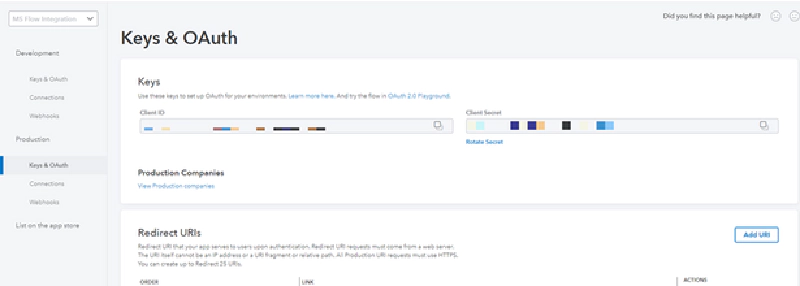 MS Flow Integration
Did you find this page helpful?
Keys & OAuth
Development
Keys & OAuth
Connections
Webhooks
Production
Keys & OAuth
Connections
Webhooks
List on the app store
Keys
Use these keys to set up OAuth for your environments. Learn more here. And try the flow in OAuth 2.0 Playground.
Client ID
Client Secret
Rotate Secret
Production Companies
View Production companies
Redirect URIs
Add URI
Redirect URI that your app serves to users upon authentication. Redirect URI requests must come from a web server.
The URI itself cannot be an IP address or a URI fragment or relative path. All Production URI requests must use HTTPS.
You can create up to Redirect 25 URIs.
ORDER
LINK
ACTIONS